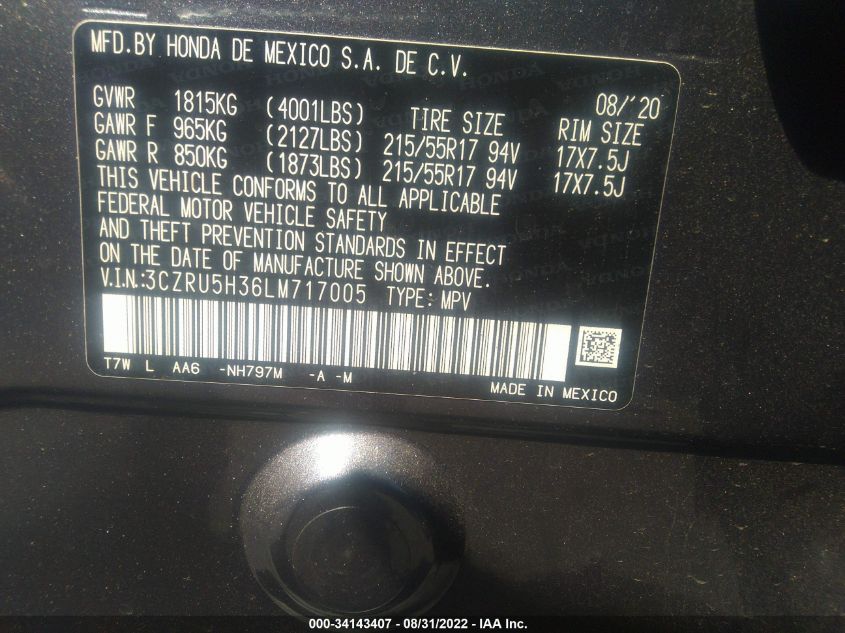 MFD.BY HONDA DE MEXICO S.A. DE C.V.
08/'20
GVWR 1815KG (4001LBS) TIRE SIZE RIM SIZE
GAWR F 965KG (2127LBS) 215/55R17 94V 17X7.5J
GAWR R 850KG (1873LBS) 215/55R17 94V 17X7.5J
THIS VEHICLE CONFORMS TO ALL APPLICABLE
FEDERAL MOTOR VEHICLE SAFETY
AND THEFT PREVENTION STANDARDS IN EFFECT
ON THE DATE OF MANUFACTURE SHOWN ABOVE.
V.I.N.:3CZRU5H36LM717005 TYPE: MPV
T7W L AA6 -NH797M -A -M
MADE IN MEXICO
000-34143407 - 08/31/2022 - IAA Inc.